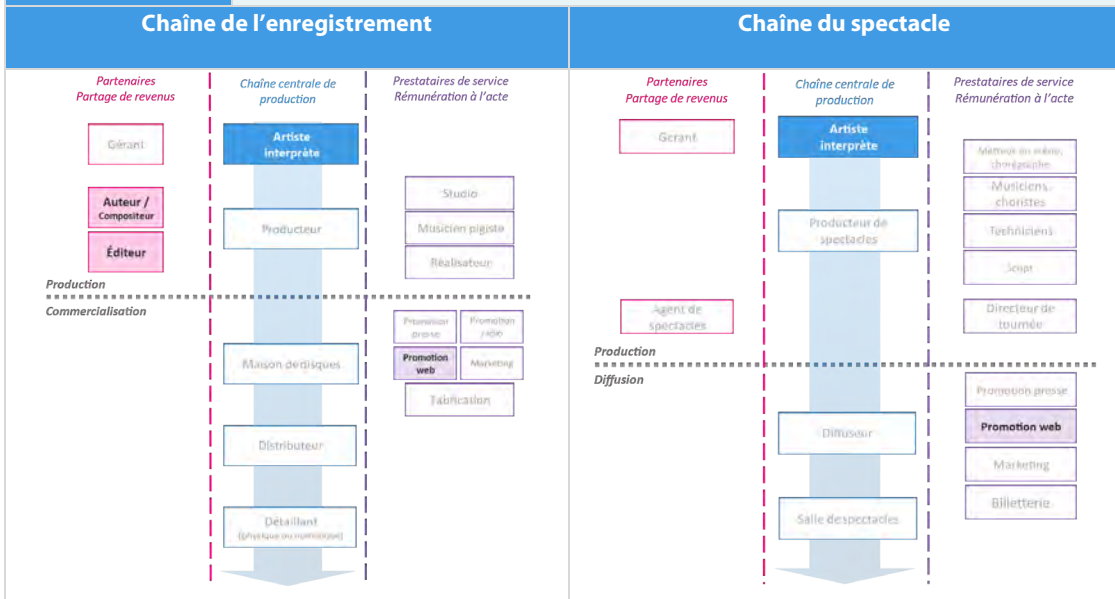 Chaîne de l'enregistrement
Partenaires
Partage de revenus
Chaîne centrale de
production
Prestataires de service
Rémunération à l'acte
Gérant
Artiste
interprète
Auteur /
Compositeur
Éditeur
Producteur
Studio
Musicien pigiste
Réalisateur
Production
Commercialisation
Promotion
presse
Promotion
radio
Maison de disques
Promotion
web
Marketing
Fabrication
Distributeur
Détaillant
(physique ou numérique)
Chaîne du spectacle
Partenaires
Partage de revenus
Chaîne centrale de
production
Prestataires de service
Rémunération à l'acte
Gérant
Artiste
interprète
Metteur en scène,
chorégraphe
Musiciens,
choristes
Producteur de
spectacles
Techniciens
Script
Agent de
spectacles
Directeur de
tournée
Production
Diffusion
Promotion presse
Diffuseur
Promotion web
Marketing
Billetterie
Salle de spectacles